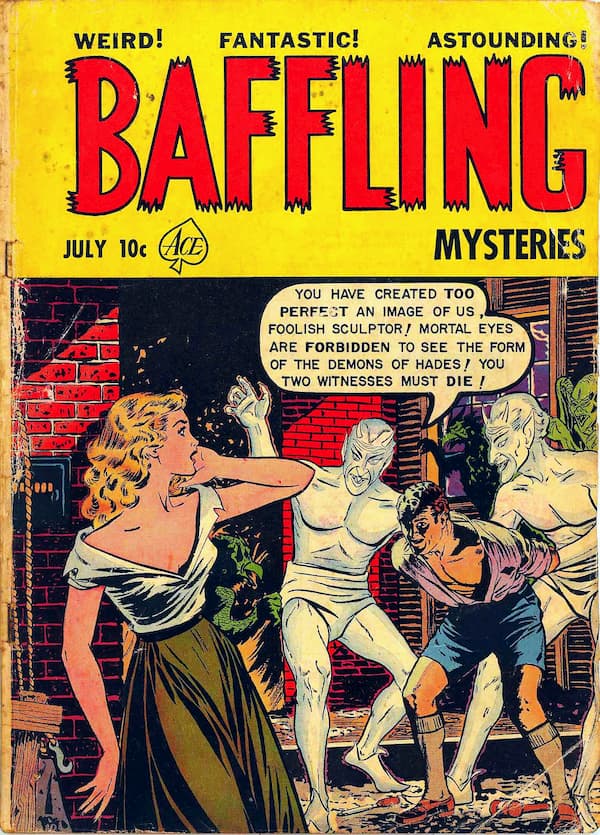 WEIRD! FANTASTIC! ASTOUNDING!
BAFFLING
JULY 10c ACE MYSTERIES
YOU HAVE CREATED TOO
PERFECT AN IMAGE OF US,
FOOLISH SCULPTOR! MORTAL EYES
ARE FORBIDDEN TO SEE THE FORM
OF THE DEMONS OF HADES! YOU
TWO WITNESSES MUST DIE!